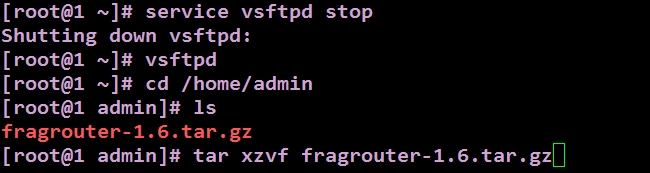 [root@1 ~]# service vsftpd stop
Shutting down vsftpd:
[root@1 ~]# vsftpd
[root@1 ~]# cd /home/admin
[root@1 admin]# ls
fragrouter-1.6.tar.gz
[root@1 admin]# tar xzvf fragrouter-1.6.tar.gz